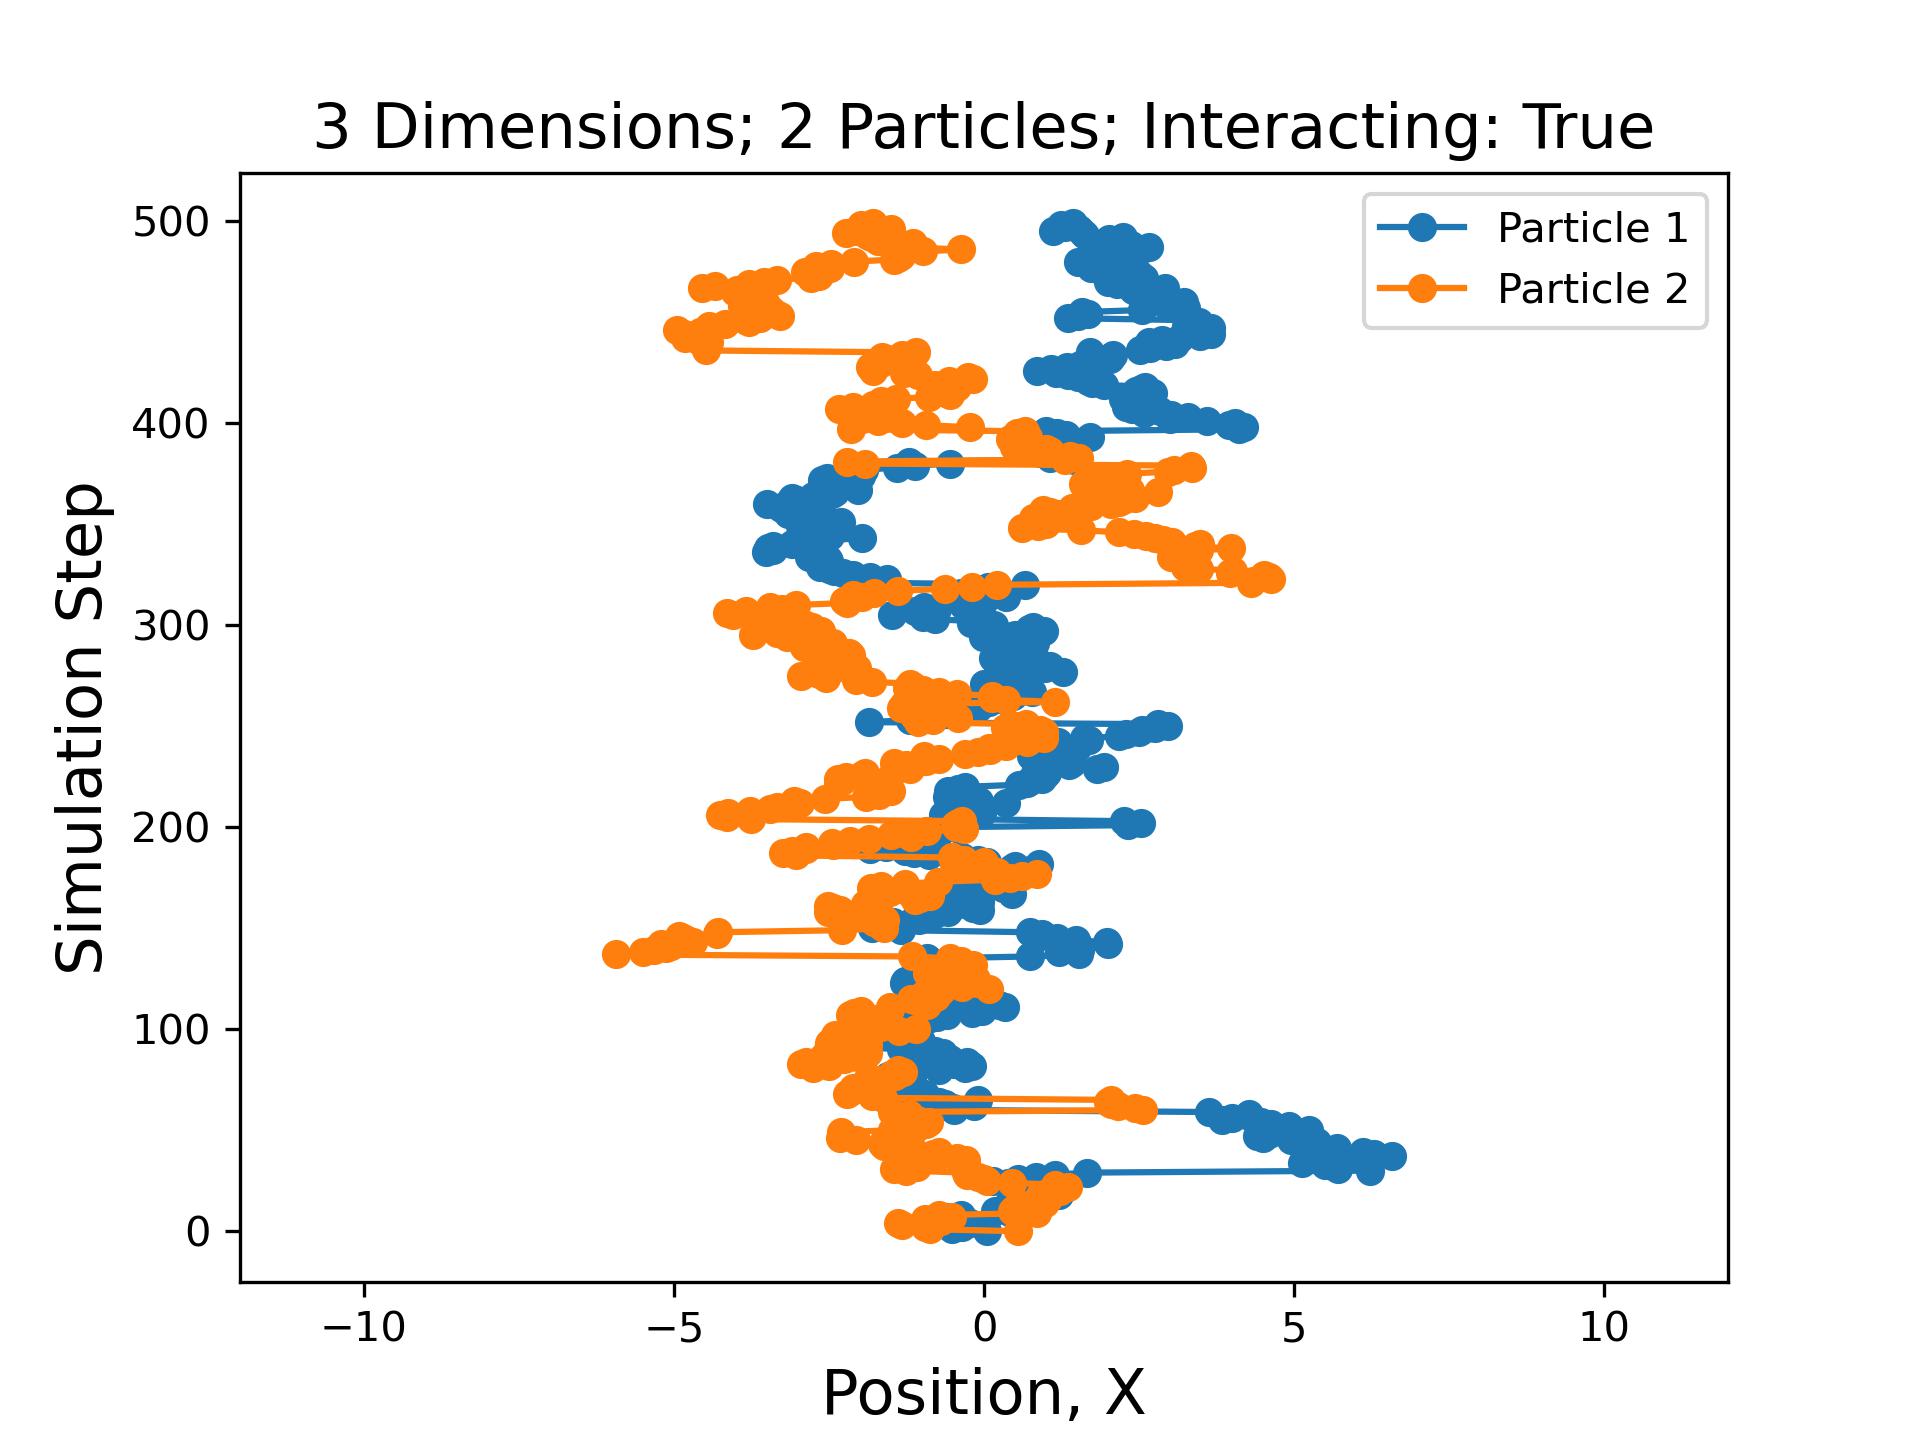 3 Dimensions; 2 Particles; Interacting: True
Particle 1
Particle 2
500
400
300
200
100
0
Simulation Step
−10
−5
0
5
10
Position, X